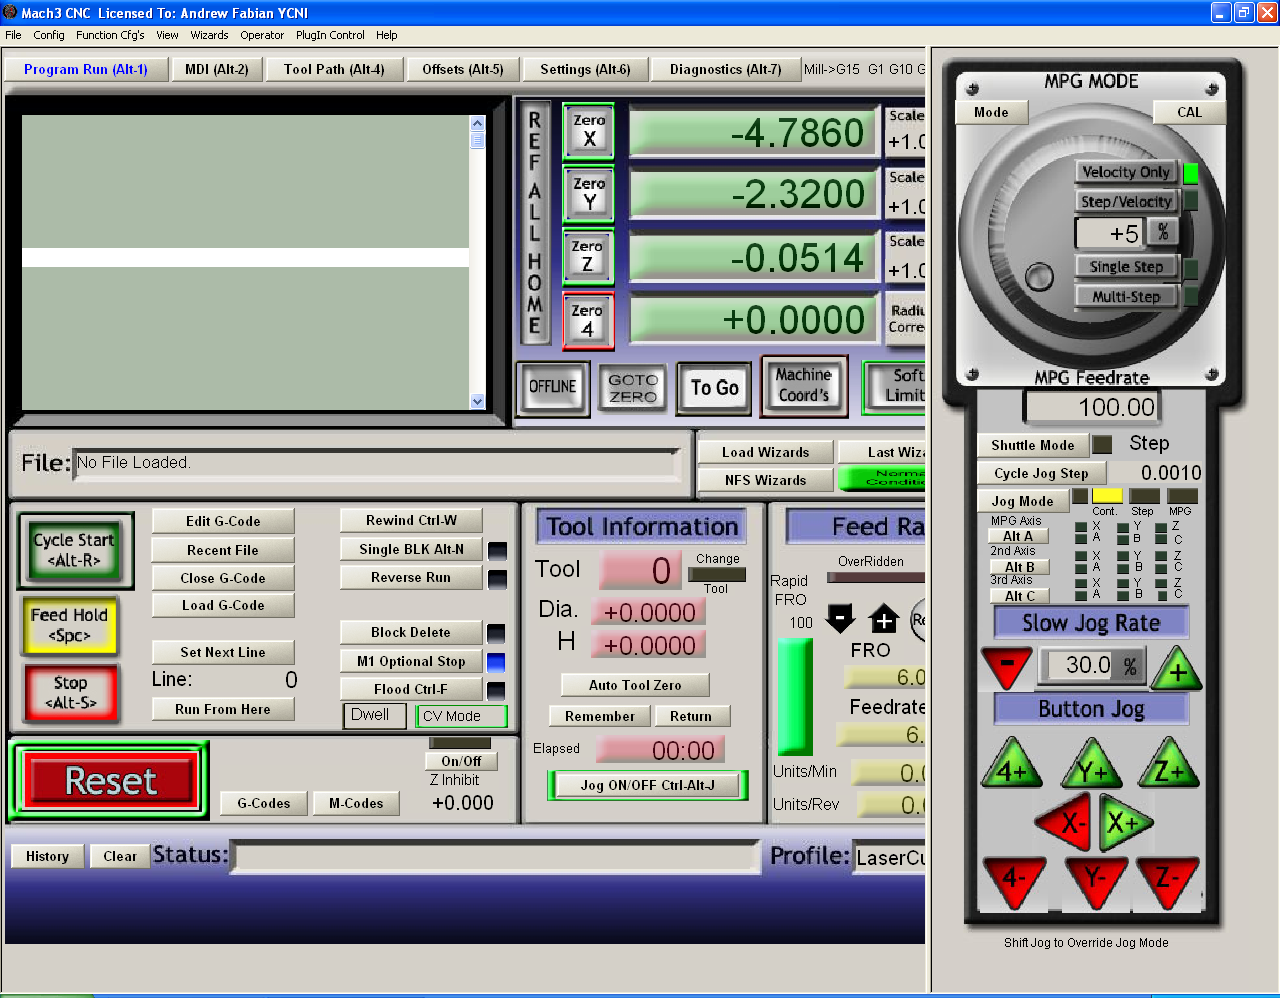 Mach3 CNC  Licensed To: Andrew Fabian YCNI
File Config Function Cfg's View Wizards Operator PlugIn Control Help
Program Run (Alt-1) MDI (Alt-2) Tool Path (Alt-4) Offsets (Alt-5) Settings (Alt-6) Diagnostics (Alt-7) Mill->G15 G1 G10 G
REF ALL HOME
Zero X -4.7860 Scale +1.0
Zero Y -2.3200 Scale +1.0
Zero Z -0.0514 Scale +1.0
Zero 4 +0.0000 Radiu Corre
OFFLINE GOTO ZERO To Go Machine Coord's Soft Limit
File: No File Loaded.
Load Wizards Last Wiza
NFS Wizards Norma Condition
Cycle Start <Alt-R>
Feed Hold <Spc>
Stop <Alt-S>
Edit G-Code
Recent File
Close G-Code
Load G-Code
Set Next Line
Line: 0
Run From Here
Rewind Ctrl-W
Single BLK Alt-N
Reverse Run
Block Delete
M1 Optional Stop
Flood Ctrl-F
Dwell CV Mode
Reset
G-Codes M-Codes
On/Off
Z Inhibit
+0.000
Tool Information
Tool 0 Change Tool
Dia. +0.0000
H +0.0000
Auto Tool Zero
Remember Return
Elapsed 00:00
Jog ON/OFF Ctrl-Alt-J
Feed Ra
OverRidden
Rapid FRO
100
- + Re
FRO
6.0
Feedrate
6.
Units/Min 0.0
Units/Rev 0.0
History Clear Status: Profile: LaserCu
MPG MODE
Mode CAL
Velocity Only
Step/Velocity
+5 %
Single Step
Multi-Step
MPG Feedrate
100.00
Shuttle Mode Step
Cycle Jog Step 0.0010
Jog Mode Cont. Step MPG
MPG Axis
Alt A X Y Z A B C
2nd Axis
Alt B X Y Z A B C
3rd Axis
Alt C X Y Z A B C
Slow Jog Rate
- 30.0 % +
Button Jog
4+ Y+ Z+
X- X+
4- Y- Z-
Shift Jog to Override Jog Mode